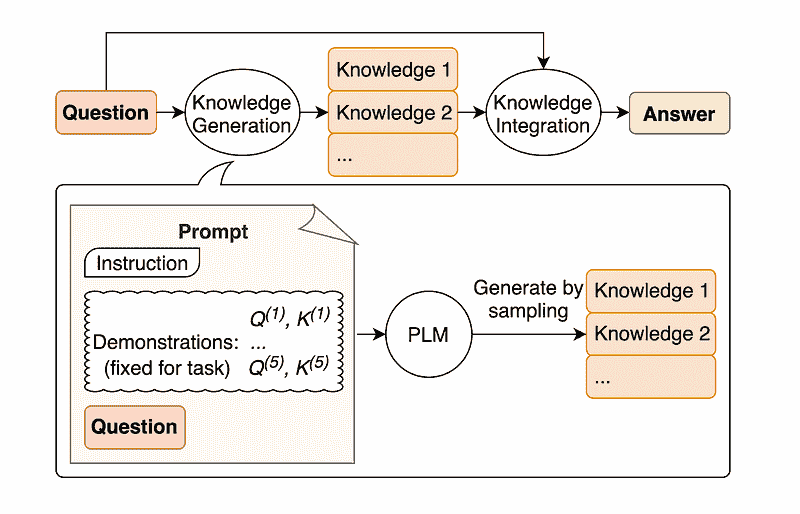 Question
Knowledge
Generation
Knowledge 1
Knowledge 2
...
Knowledge
Integration
Answer
Prompt
Instruction
Q(1), K(1)
Demonstrations: ...
(fixed for task) Q(5), K(5)
Question
PLM
Generate by
sampling
Knowledge 1
Knowledge 2
...